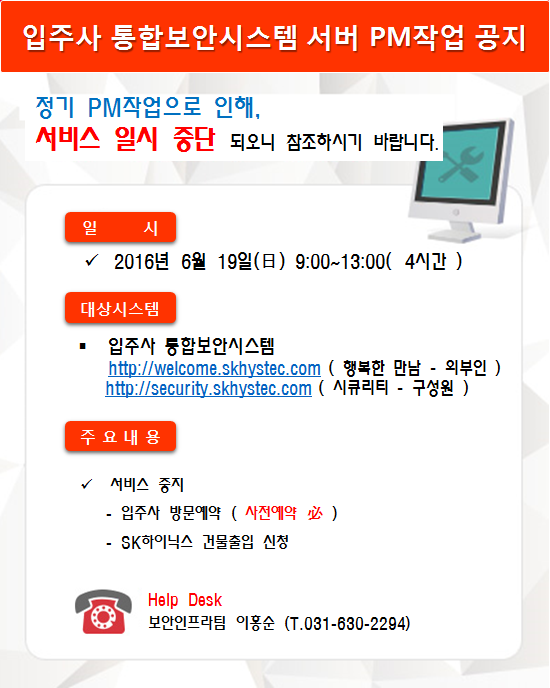 입주사 통합보안시스템 서버 PM작업 공지
정기 PM작업으로 인해,
서비스 일시 중단 되오니 참조하시기 바랍니다.
일 시
✓ 2016년 6월 19일(日) 9:00~13:00( 4시간 )
대상시스템
▪ 입주사 통합보안시스템
http://welcome.skhystec.com ( 행복한 만남 - 외부인 )
http://security.skhystec.com ( 시큐리티 - 구성원 )
주 요 내 용
✓ 서비스 중지
- 입주사 방문예약 ( 사전예약 必 )
- SK하이닉스 건물출입 신청
Help Desk
보안인프라팀 이홍순 (T.031-630-2294)